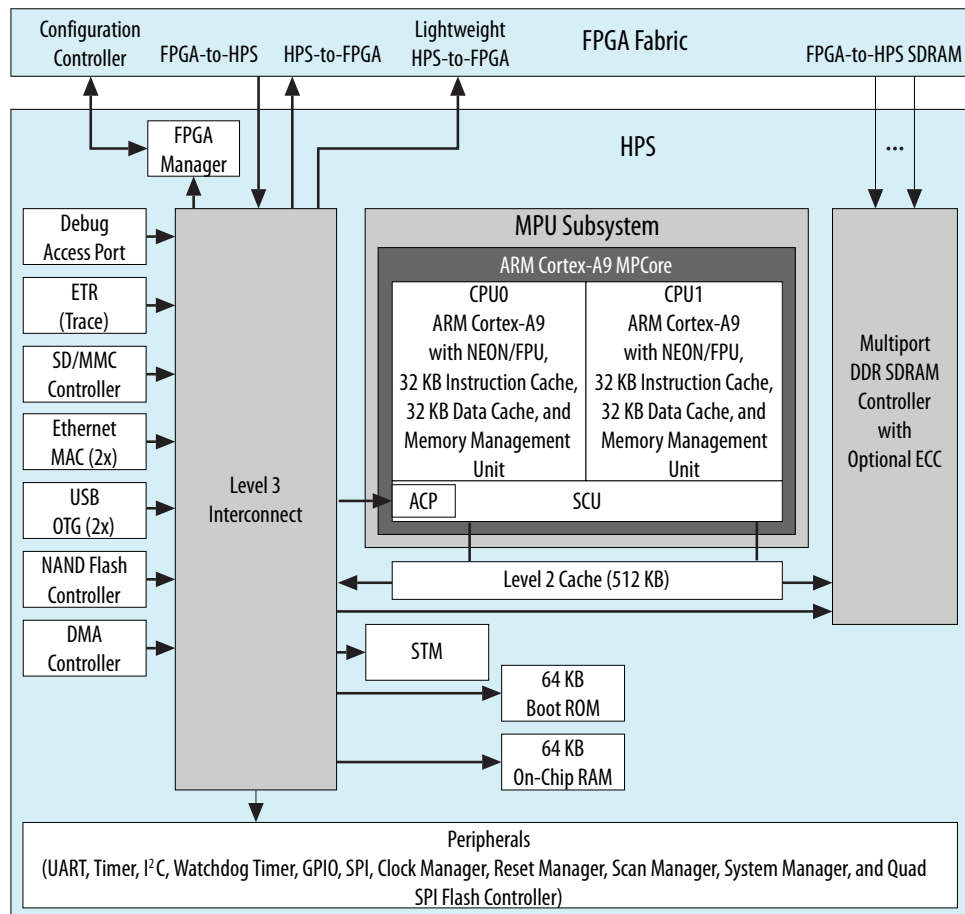 Configuration
Controller
FPGA-to-HPS
HPS-to-FPGA
Lightweight
HPS-to-FPGA
FPGA Fabric
FPGA-to-HPS SDRAM
HPS
FPGA
Manager
...
Debug
Access Port
ETR
(Trace)
SD/MMC
Controller
Ethernet
MAC (2x)
USB
OTG (2x)
NAND Flash
Controller
DMA
Controller
Level 3
Interconnect
MPU Subsystem
ARM Cortex-A9 MPCore
CPU0
ARM Cortex-A9
with NEON/FPU,
32 KB Instruction Cache,
32 KB Data Cache, and
Memory Management
Unit
CPU1
ARM Cortex-A9
with NEON/FPU,
32 KB Instruction Cache,
32 KB Data Cache, and
Memory Management
Unit
ACP
SCU
Level 2 Cache (512 KB)
Multiport
DDR SDRAM
Controller
with
Optional ECC
STM
64 KB
Boot ROM
64 KB
On-Chip RAM
Peripherals
(UART, Timer, I²C, Watchdog Timer, GPIO, SPI, Clock Manager, Reset Manager, Scan Manager, System Manager, and Quad
SPI Flash Controller)